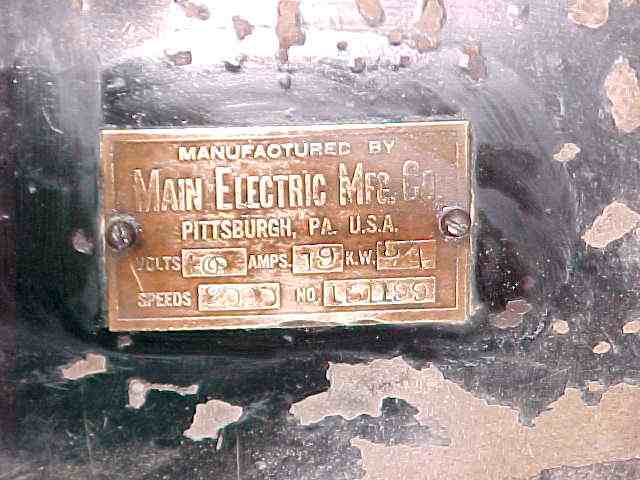 MANUFACTURED BY
MAIN ELECTRIC MFG. CO.
PITTSBURGH, PA. U.S.A.
VOLTS AMPS. 19 K.W.
SPEEDS NO.